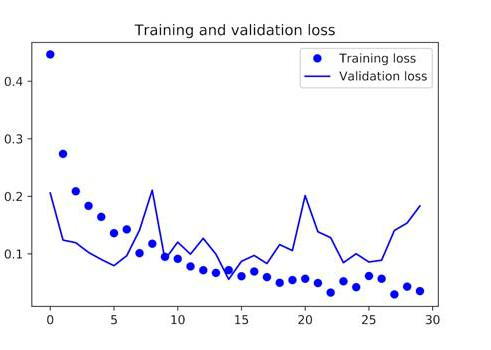 Training and validation loss
Training loss
Validation loss
0.4
0.3
0.2
0.1
0 5 10 15 20 25 30